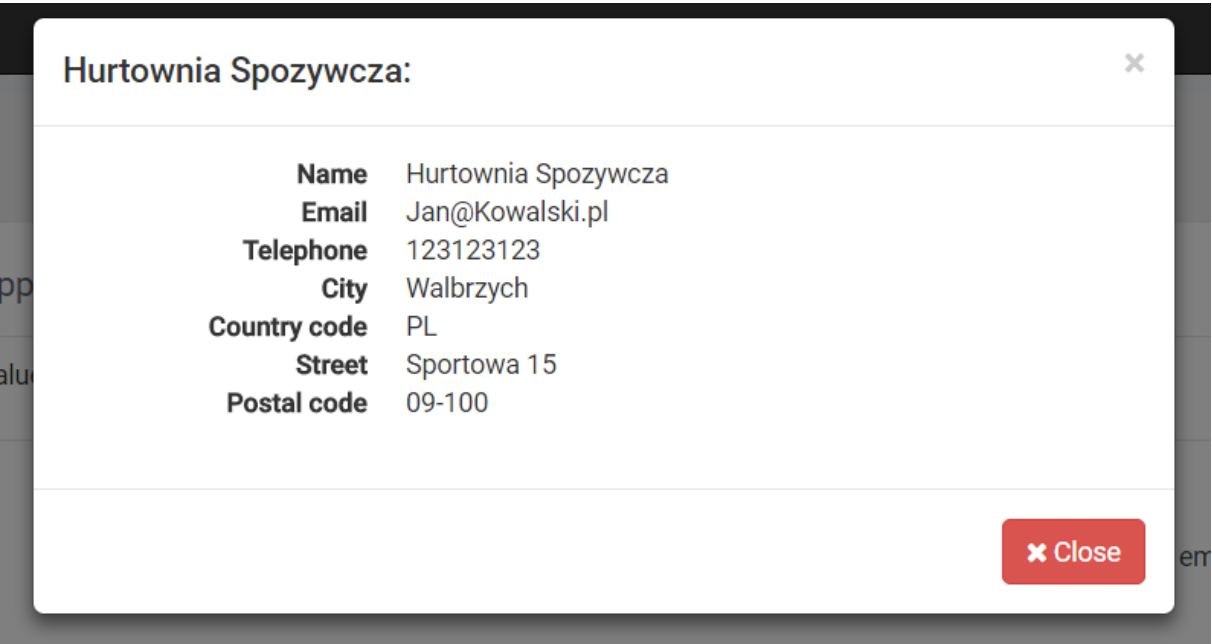 Hurtownia Spozywcza:
×
Name Hurtownia Spozywcza
Email Jan@Kowalski.pl
Telephone 123123123
City Walbrzych
Country code PL
Street Sportowa 15
Postal code 09-100
× Close